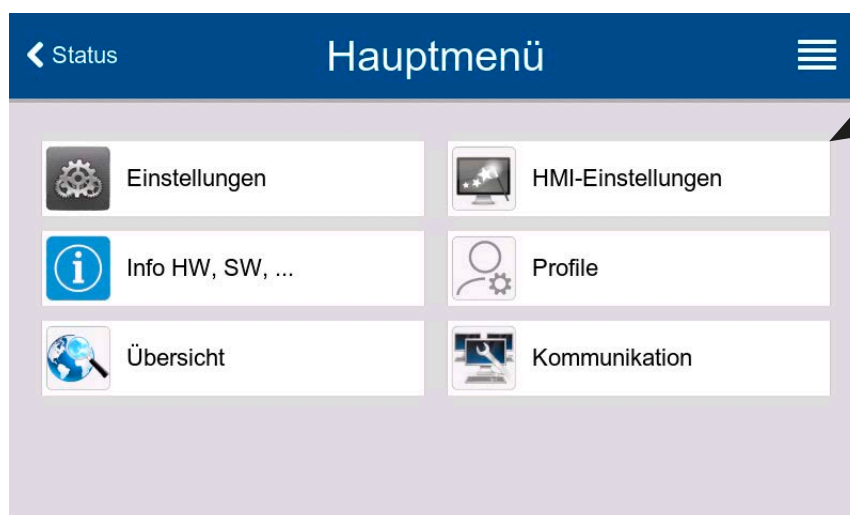 Status
Hauptmenü
Einstellungen
HMI-Einstellungen
Info HW, SW, ...
Profile
Übersicht
Kommunikation